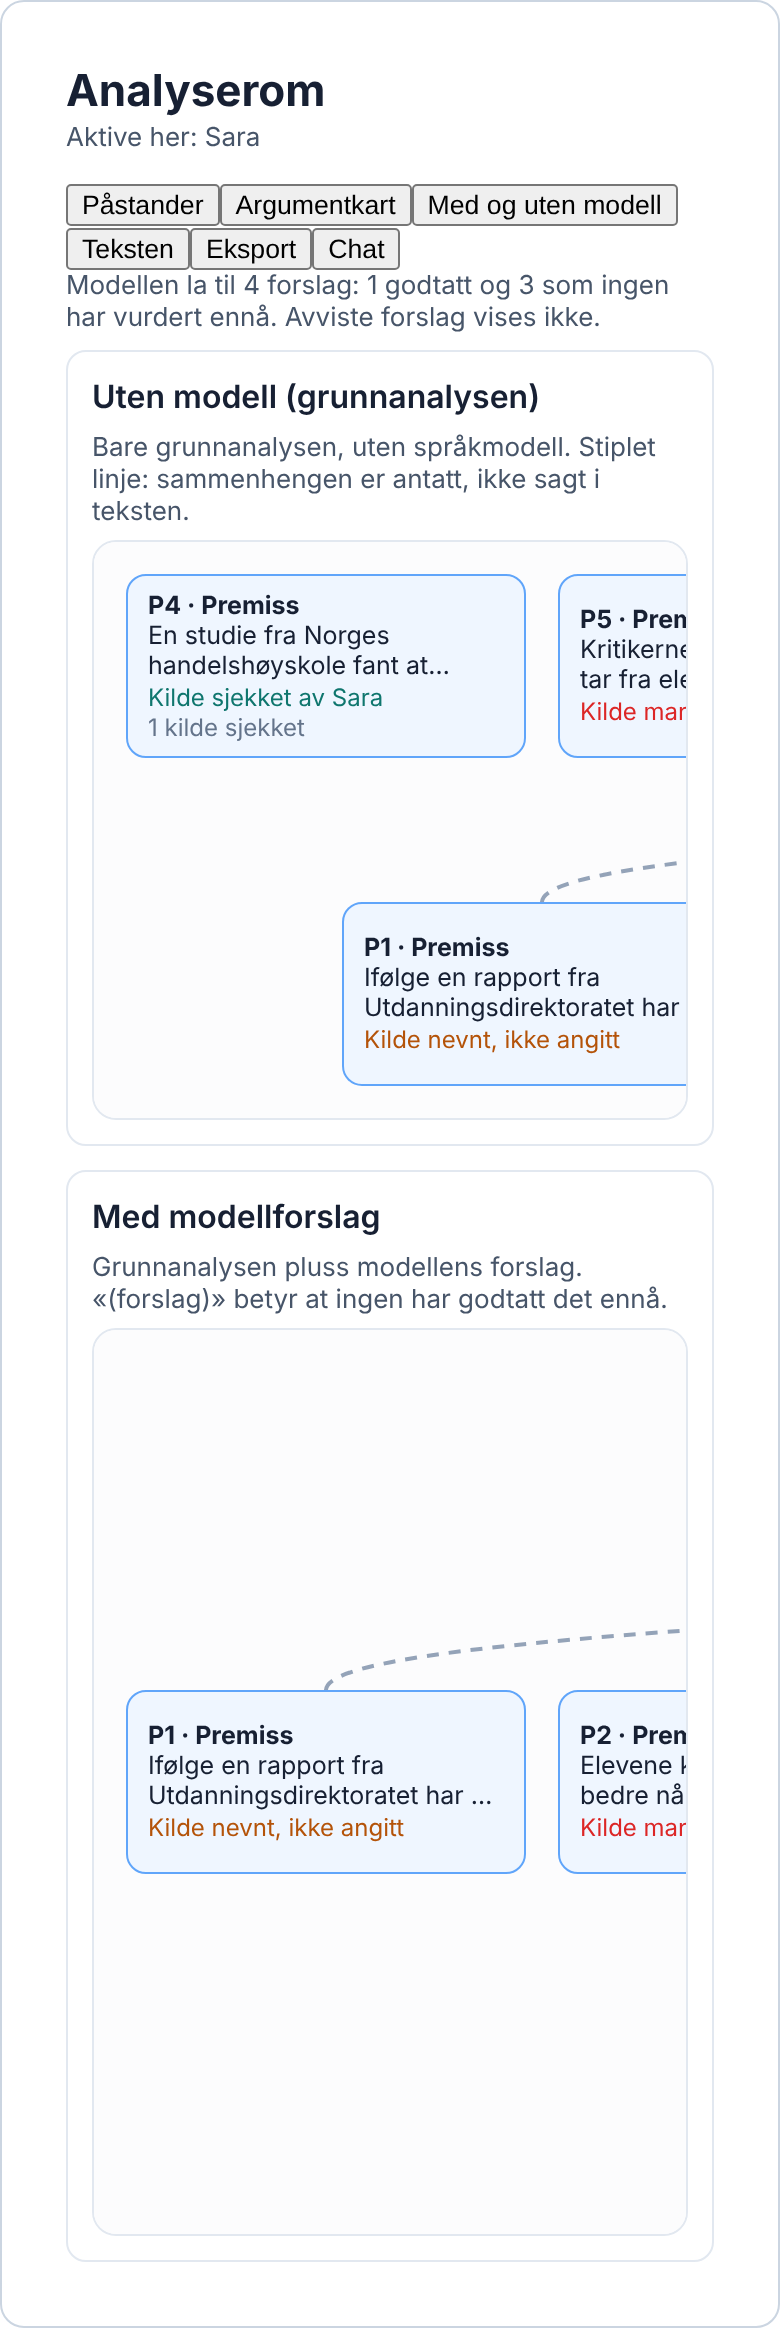 Analyserom
Aktive her: Sara
Påstander Argumentkart Med og uten modell
Teksten Eksport Chat
Modellen la til 4 forslag: 1 godtatt og 3 som ingen
har vurdert ennå. Avviste forslag vises ikke.
Uten modell (grunnanalysen)
Bare grunnanalysen, uten språkmodell. Stiplet
linje: sammenhengen er antatt, ikke sagt i
teksten.
P4 · Premiss
En studie fra Norges
handelshøyskole fant at...
Kilde sjekket av Sara
1 kilde sjekket
P5 · Prem
Kritikerne
tar fra ele
Kilde mar
P1 · Premiss
Ifølge en rapport fra
Utdanningsdirektoratet har
Kilde nevnt, ikke angitt
Med modellforslag
Grunnanalysen pluss modellens forslag.
«(forslag)» betyr at ingen har godtatt det ennå.
P1 · Premiss
Ifølge en rapport fra
Utdanningsdirektoratet har ...
Kilde nevnt, ikke angitt
P2 · Prem
Elevene k
bedre nå
Kilde mar